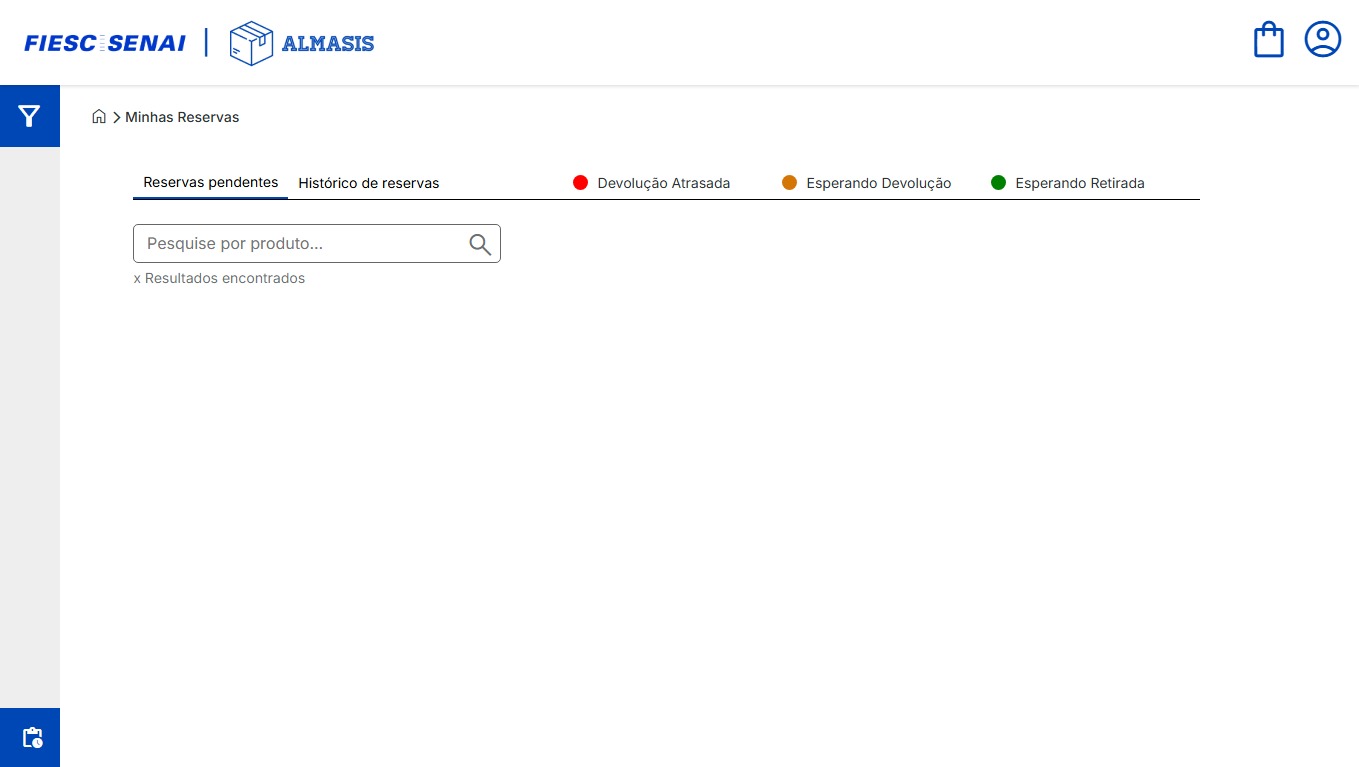 FIESC SENAI | ALMASIS
Minhas Reservas
Reservas pendentes Histórico de reservas Devolução Atrasada Esperando Devolução Esperando Retirada
Pesquise por produto...
x Resultados encontrados